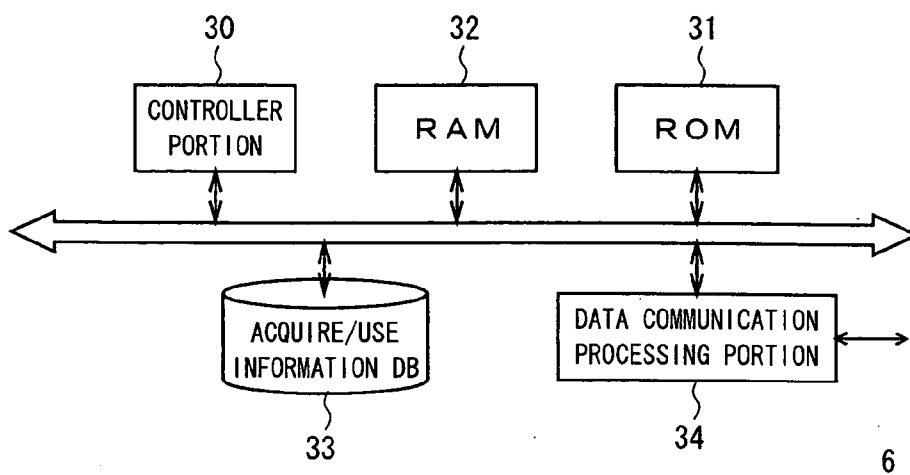 30
32
31
CONTROLLER
PORTION
RAM
ROM
ACQUIRE/USE
INFORMATION DB
DATA COMMUNICATION
PROCESSING PORTION
33
34
6